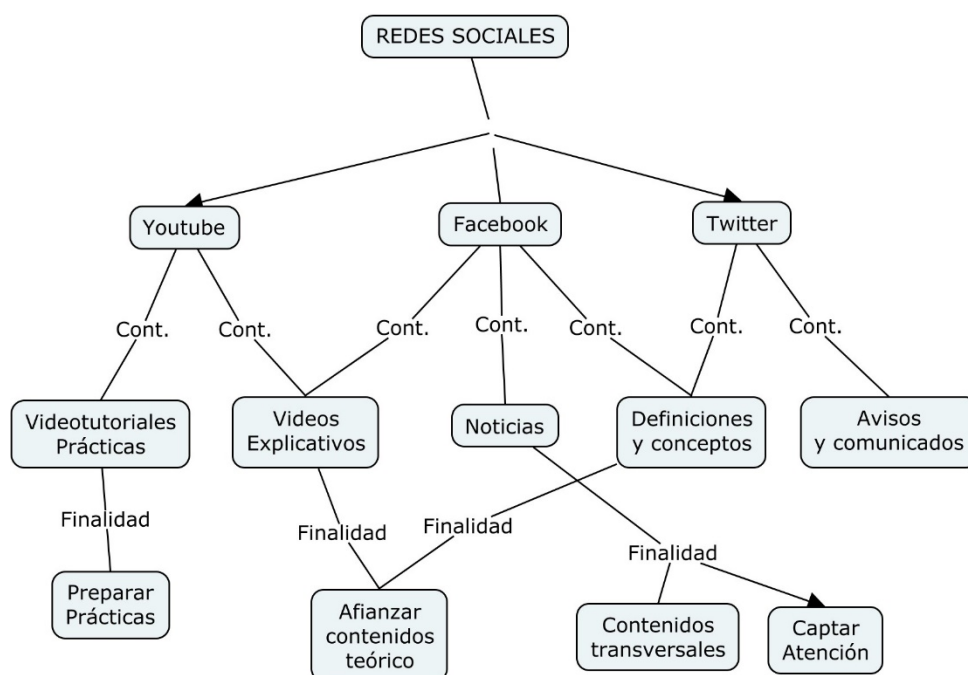 REDES SOCIALES
Youtube
Facebook
Twitter
Cont.
Cont.
Cont.
Cont.
Cont.
Cont.
Cont.
Videotutoriales
Prácticas
Videos
Explicativos
Noticias
Definiciones
y conceptos
Avisos
y comunicados
Finalidad
Finalidad
Finalidad
Finalidad
Preparar
Prácticas
Afianzar
contenidos
teórico
Contenidos
transversales
Captar
Atención